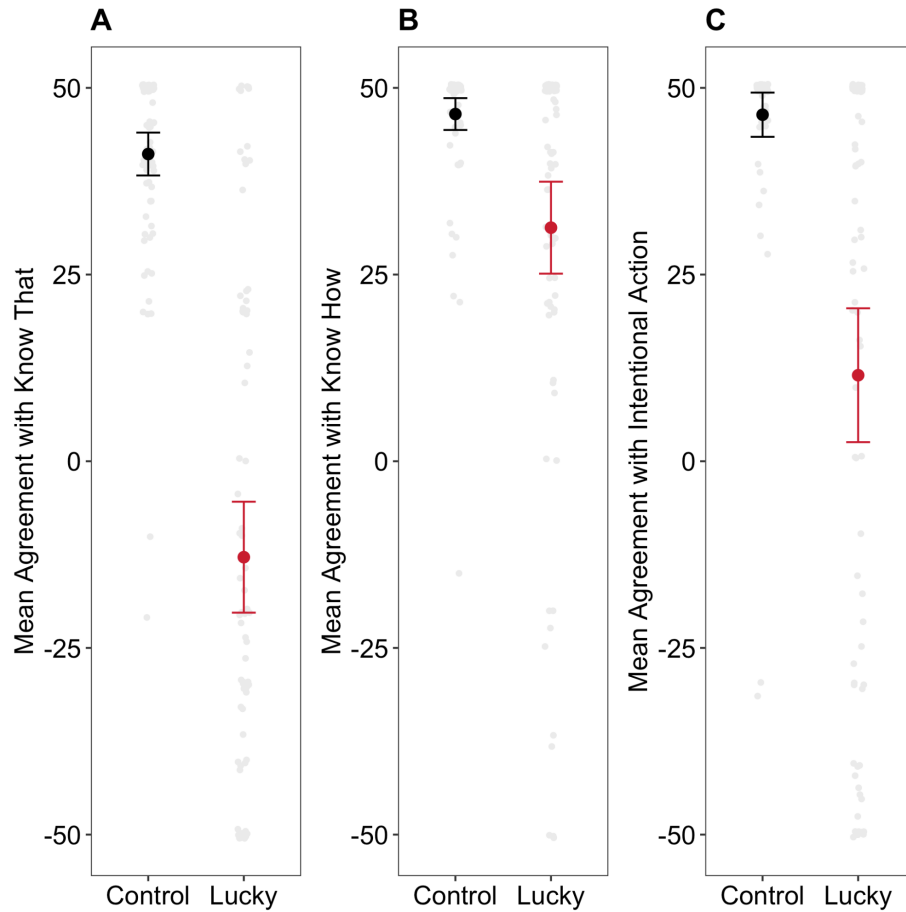 A
Mean Agreement with Know That
50
25
0
-25
-50
Control Lucky
B
Mean Agreement with Know How
50
25
0
-25
-50
Control Lucky
C
Mean Agreement with Intentional Action
50
25
0
-25
-50
Control Lucky